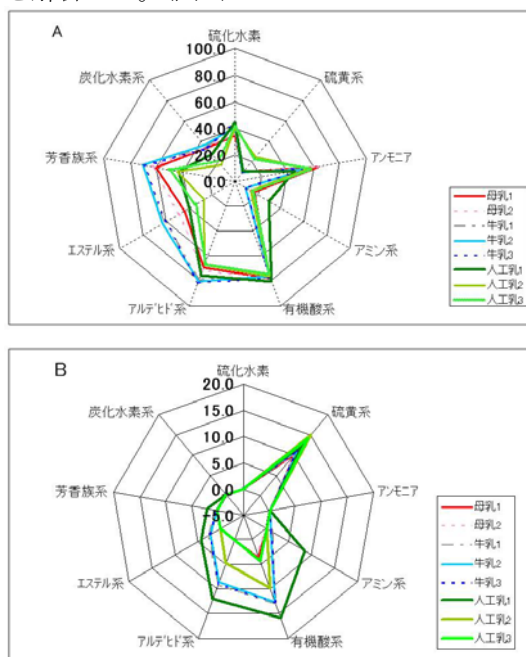 A
硫化水素
100.0
80.0
60.0
40.0
20.0
0.0
硫黄系
アンモニア
アミン系
有機酸系
アルデヒド系
エステル系
芳香族系
炭化水素系
母乳1
母乳2
牛乳1
牛乳2
牛乳3
人工乳1
人工乳2
人工乳3
B
硫化水素
20.0
15.0
10.0
5.0
0.0
-5.0
硫黄系
アンモニア
アミン系
有機酸系
アルデヒド系
エステル系
芳香族系
炭化水素系
母乳1
母乳2
牛乳1
牛乳2
牛乳3
人工乳1
人工乳2
人工乳3